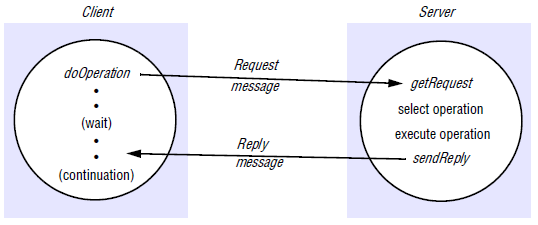 Client
Server
doOperation
(wait)
(continuation)
Request
message
Reply
message
getRequest
select operation
execute operation
sendReply